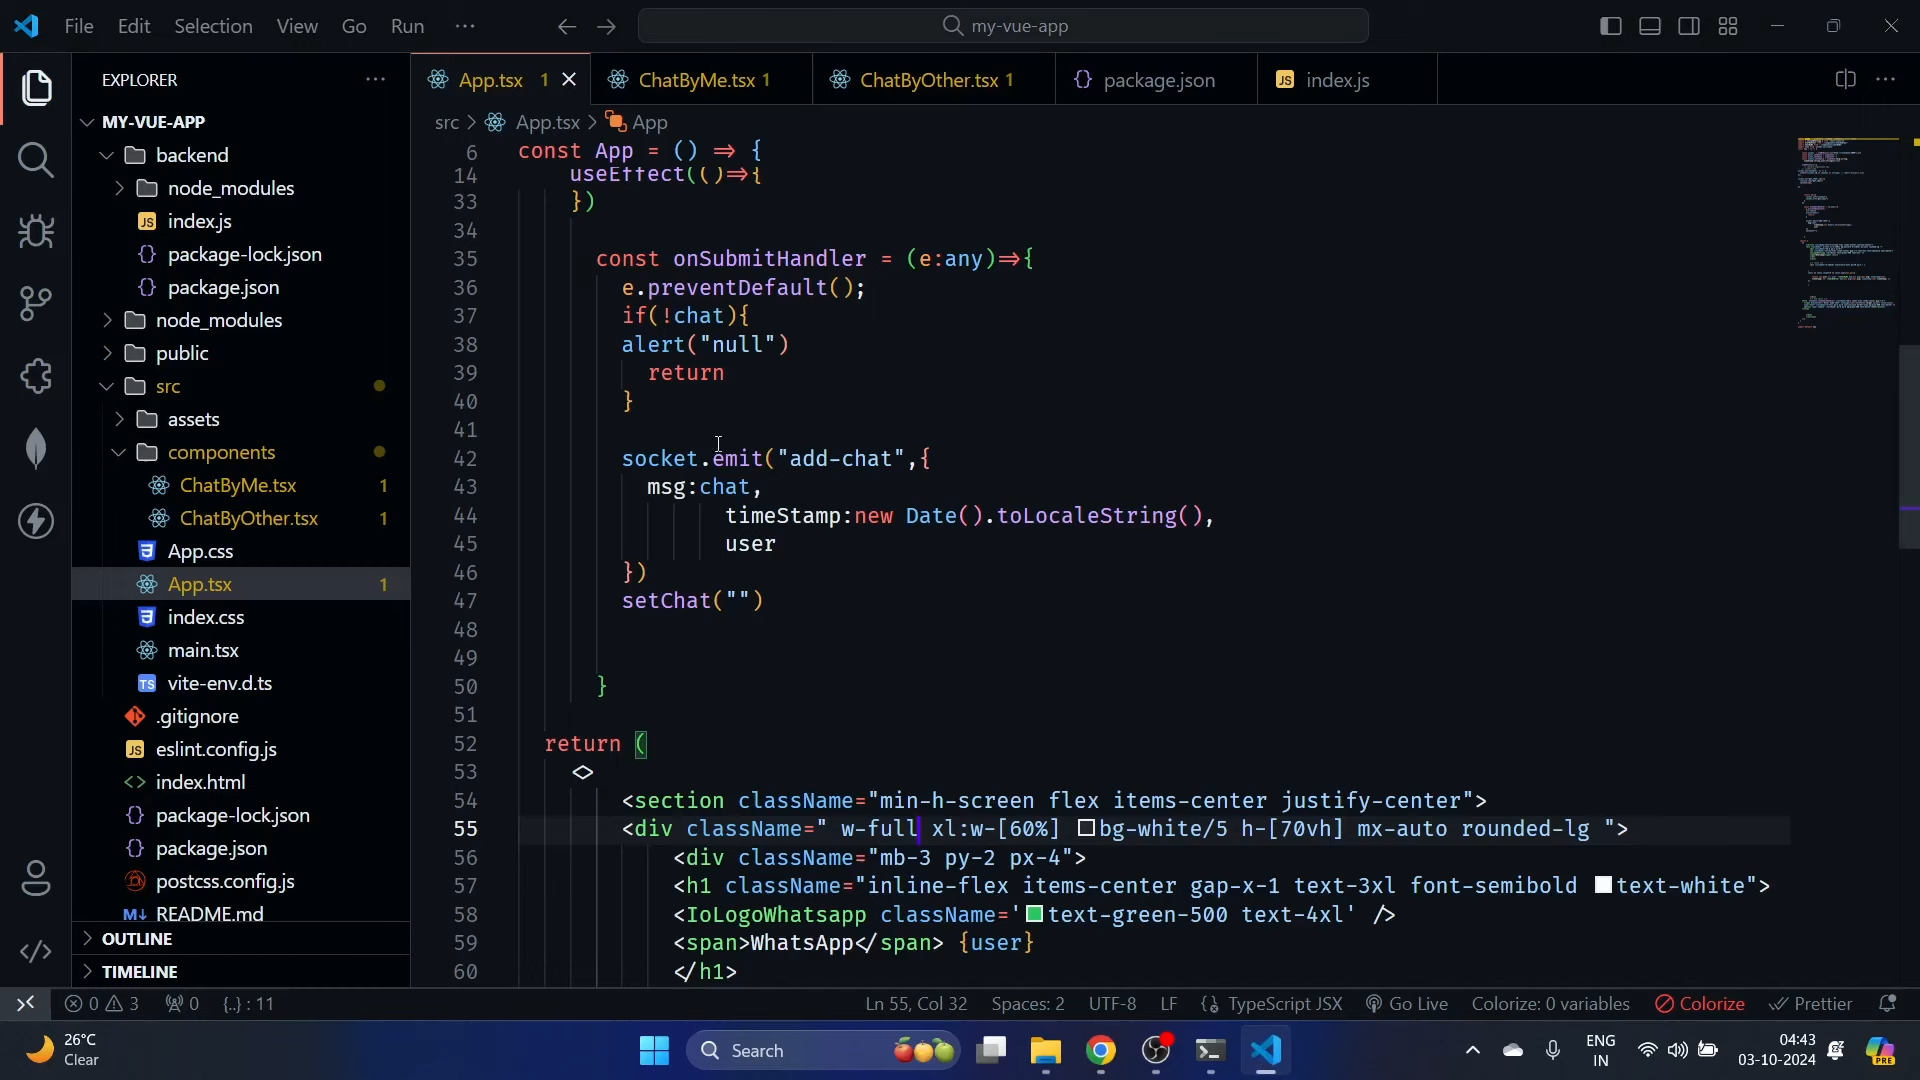 File Edit Selection View Go Run ··· my-vue-app
EXPLORER ···
MY-VUE-APP
backend
node_modules
index.js
package-lock.json
package.json
node_modules
public
src
assets
components
ChatByMe.tsx 1
ChatByOther.tsx 1
App.css
App.tsx 1
index.css
main.tsx
vite-env.d.ts
.gitignore
eslint.config.js
index.html
package-lock.json
package.json
postcss.config.js
README.md
OUTLINE
TIMELINE
App.tsx 1 ChatByMe.tsx 1 ChatByOther.tsx 1 package.json index.js
src > App.tsx > App
6 const App = () => {
14 useEffect(()=>{
33 })
34
35 const onSubmitHandler = (e:any)=>{
36 e.preventDefault();
37 if(!chat){
38 alert("null")
39 return
40 }
41
42 socket.emit("add-chat",{
43 msg:chat,
44 timeStamp:new Date().toLocaleString(),
45 user
46 })
47 setChat("")
48
49
50 }
51
52 return (
53 <>
54 <section className="min-h-screen flex items-center justify-center">
55 <div className=" w-full xl:w-[60%] bg-white/5 h-[70vh] mx-auto rounded-lg ">
56 <div className="mb-3 py-2 px-4">
57 <h1 className="inline-flex items-center gap-x-1 text-3xl font-semibold text-white">
58 <IoLogoWhatsapp className='text-green-500 text-4xl' />
59 <span>WhatsApp</span> {user}
60 </h1>
0 3 0 {..} : 11 Ln 55, Col 32 Spaces: 2 UTF-8 LF TypeScript JSX Go Live Colorize: 0 variables Colorize Prettier
26°C
Clear
Search
ENG
IN
04:43
03-10-2024
PRE